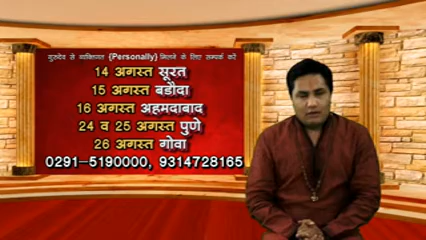 गुरुदेव से व्यक्तिगत {Personally} मिलने के लिए सम्पर्क करें
14 अगस्त सूरत
15 अगस्त बडौदा
16 अगस्त अहमदाबाद
24 व 25 अगस्त पुणे
26 अगस्त गोवा
0291-5190000, 9314728165